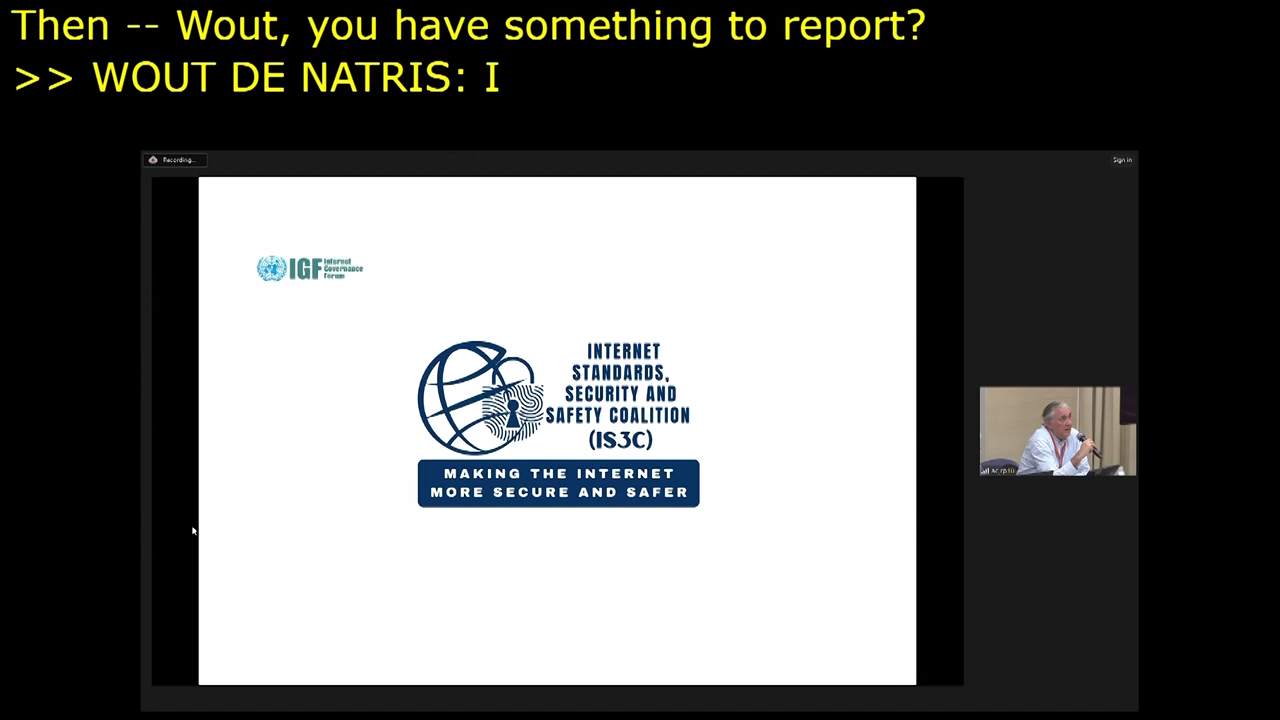 Then -- Wout, you have something to report?
>> WOUT DE NATRIS: I
Recording...
Sign in
IGF Internet
Governance
Forum
INTERNET
STANDARDS,
SECURITY AND
SAFETY COALITION
(IS3C)
MAKING THE INTERNET
MORE SECURE AND SAFER